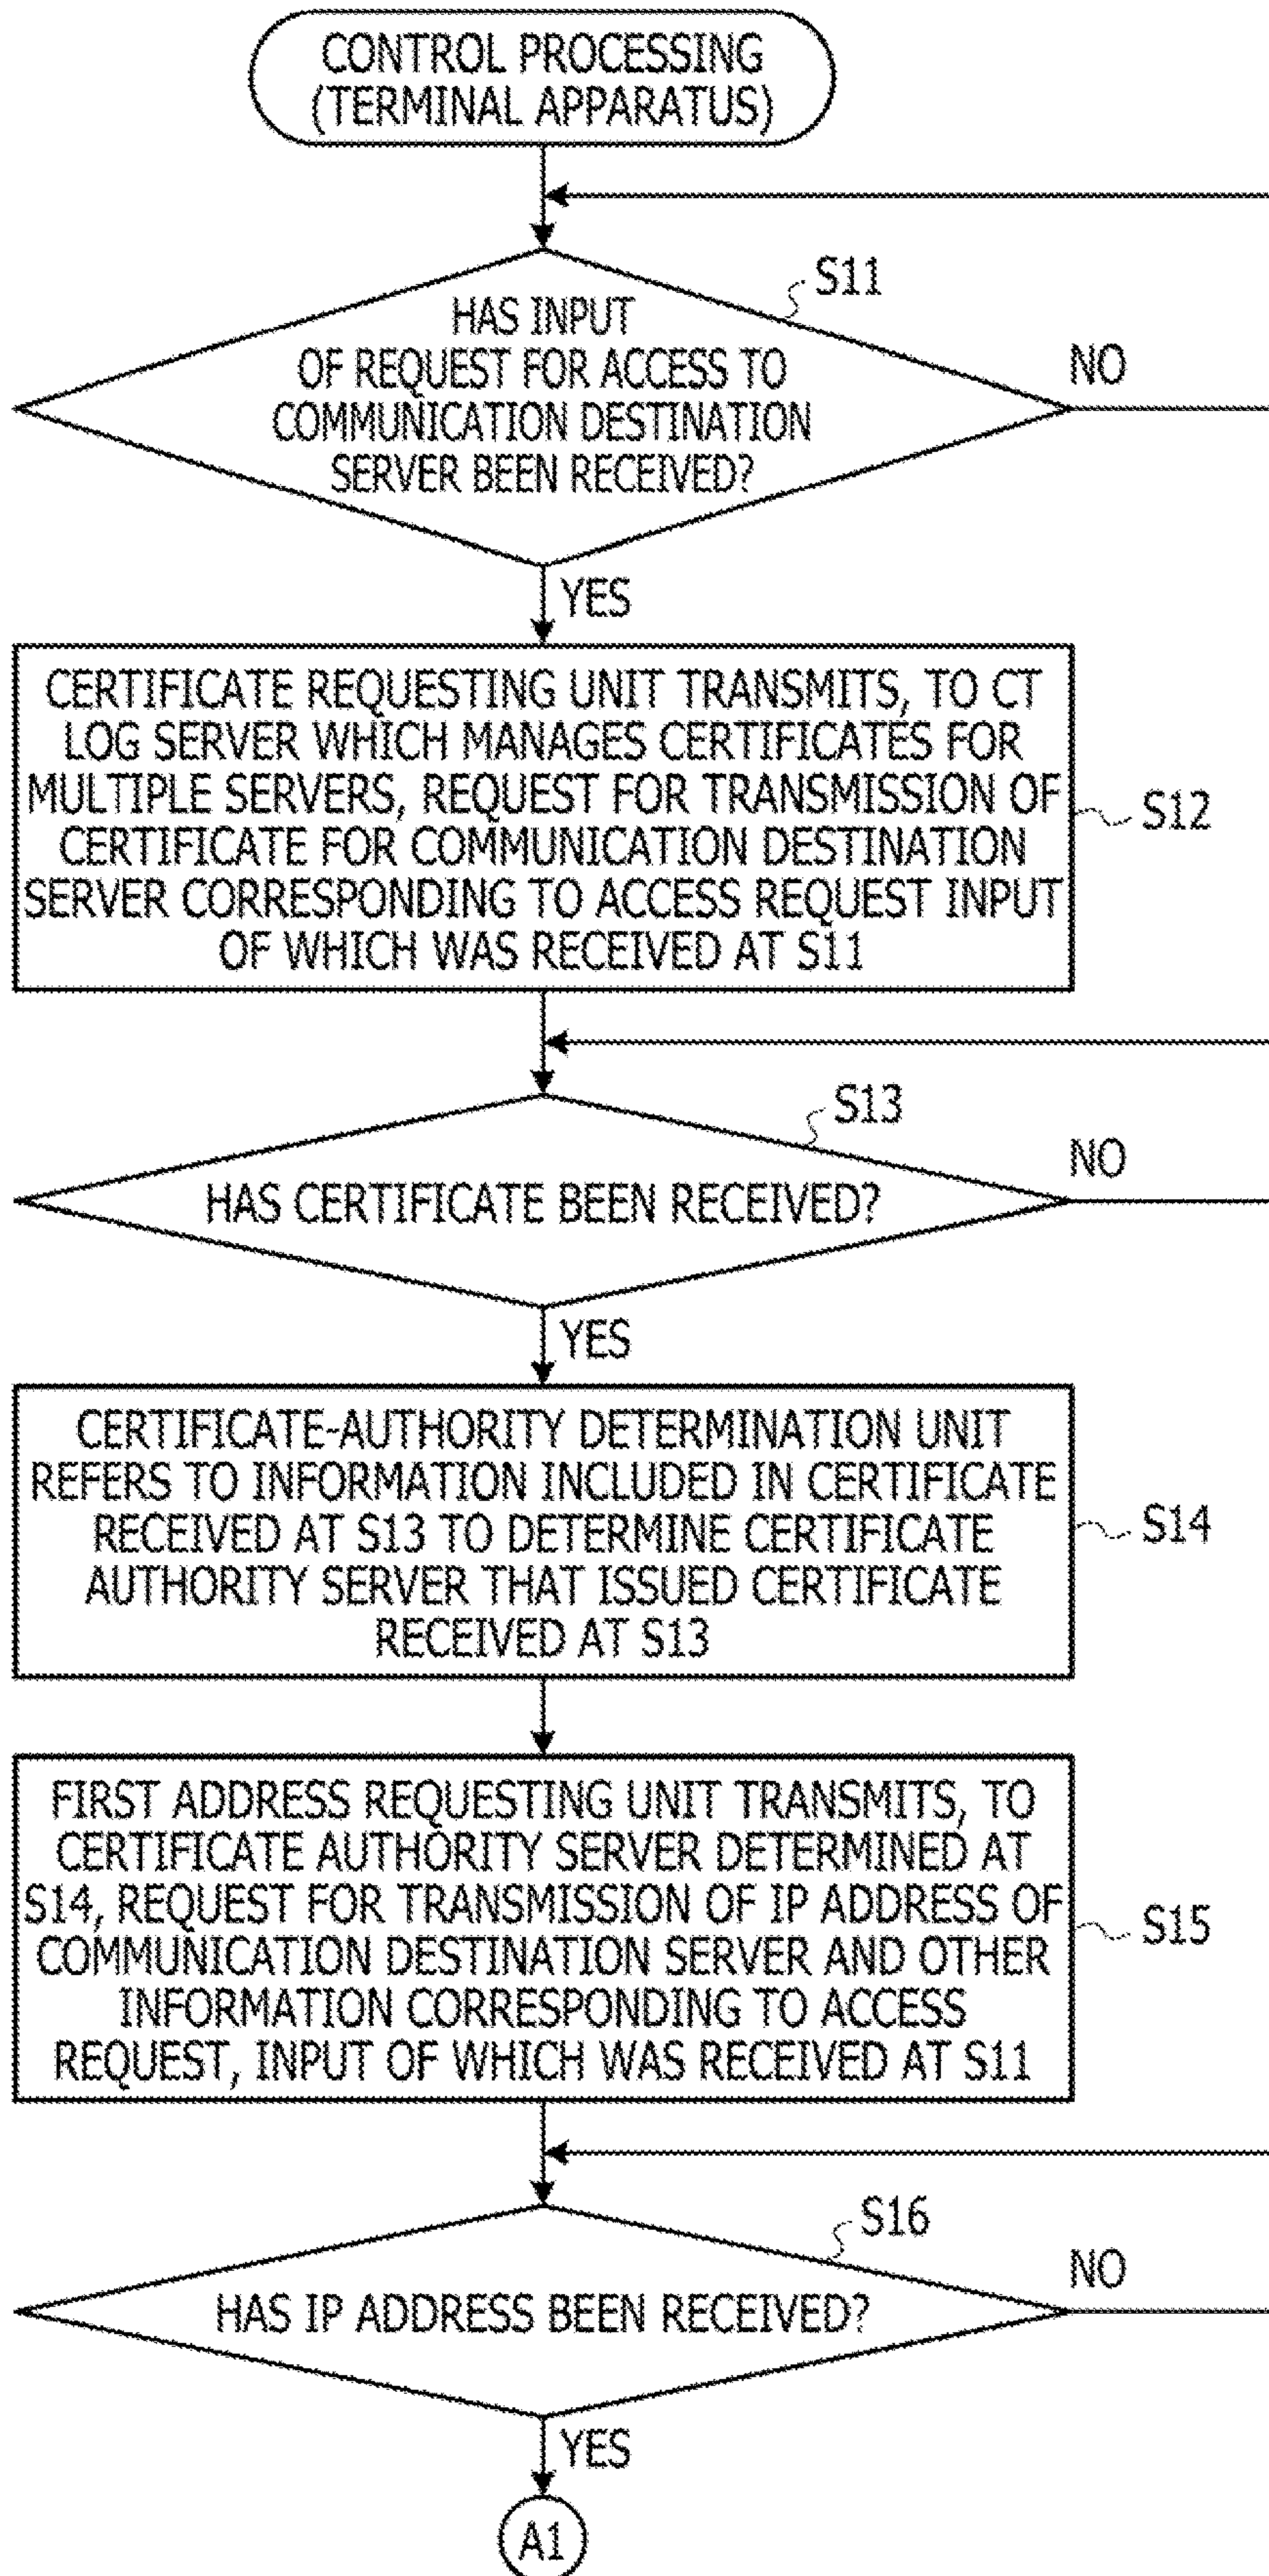 CONTROL PROCESSING
(TERMINAL APPARATUS)
S11
HAS INPUT
OF REQUEST FOR ACCESS TO
COMMUNICATION DESTINATION
SERVER BEEN RECEIVED?
NO
YES
CERTIFICATE REQUESTING UNIT TRANSMITS, TO CT
LOG SERVER WHICH MANAGES CERTIFICATES FOR
MULTIPLE SERVERS, REQUEST FOR TRANSMISSION OF
CERTIFICATE FOR COMMUNICATION DESTINATION
SERVER CORRESPONDING TO ACCESS REQUEST INPUT
OF WHICH WAS RECEIVED AT S11
S12
S13
HAS CERTIFICATE BEEN RECEIVED?
NO
YES
CERTIFICATE-AUTHORITY DETERMINATION UNIT
REFERS TO INFORMATION INCLUDED IN CERTIFICATE
RECEIVED AT S13 TO DETERMINE CERTIFICATE
AUTHORITY SERVER THAT ISSUED CERTIFICATE
RECEIVED AT S13
S14
FIRST ADDRESS REQUESTING UNIT TRANSMITS, TO
CERTIFICATE AUTHORITY SERVER DETERMINED AT
S14, REQUEST FOR TRANSMISSION OF IP ADDRESS OF
COMMUNICATION DESTINATION SERVER AND OTHER
INFORMATION CORRESPONDING TO ACCESS
REQUEST, INPUT OF WHICH WAS RECEIVED AT S11
S15
S16
HAS IP ADDRESS BEEN RECEIVED?
NO
YES
A1